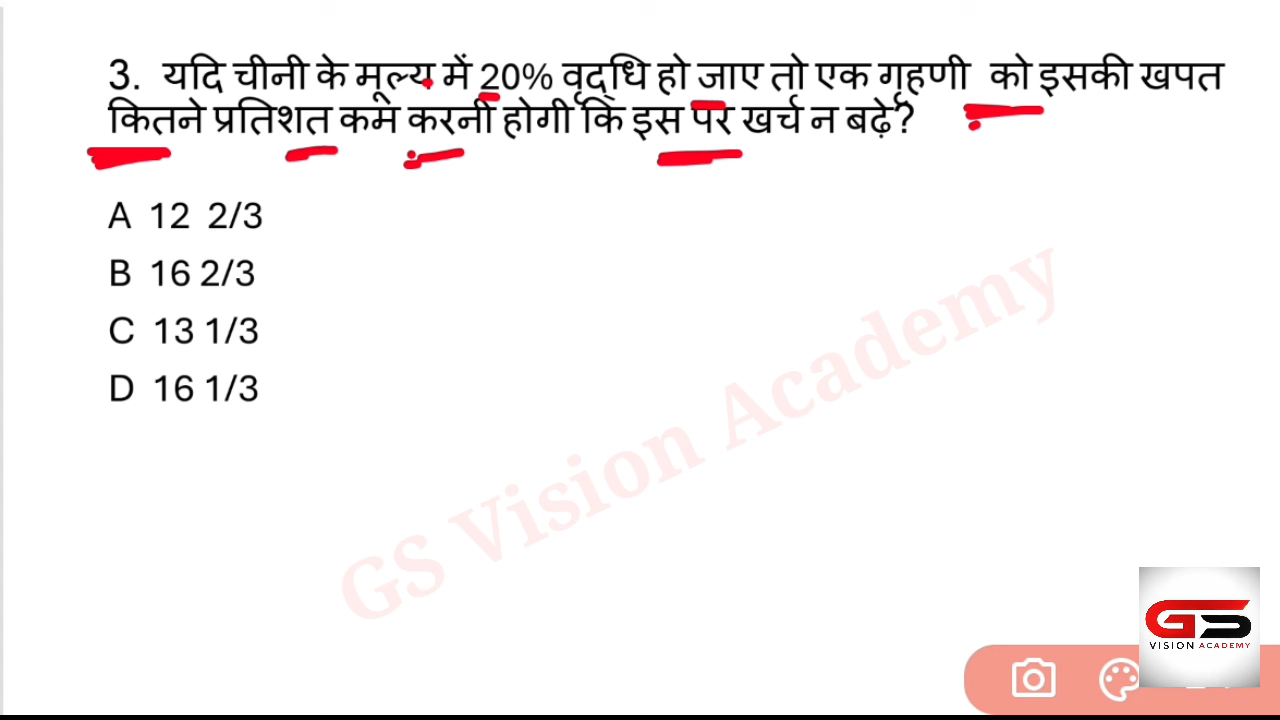 3. यदि चीनी के मूल्य में 20% वृद्धि हो जाए तो एक गृहणी को इसकी खपत
कितने प्रतिशत कम करनी होगी कि इस पर खर्च न बढ़े?
A 12 2/3
B 16 2/3
C 13 1/3
D 16 1/3
GS Vision Academy
GS
VISION ACADEMY